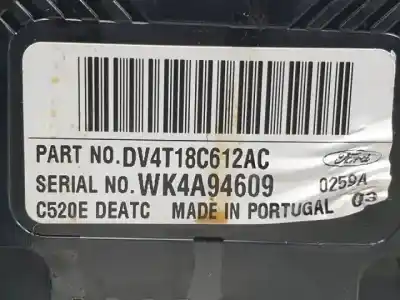 PART NO.DV4T18C612AC
Ford
SERIAL NO.WK4A94609 0259A
C520E DEATC MADE IN PORTUGAL 03